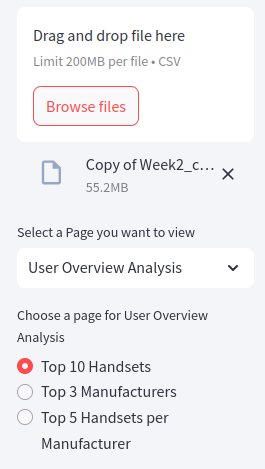 Drag and drop file here
Limit 200MB per file • CSV
Browse files
Copy of Week2_c...
55.2MB
Select a Page you want to view
User Overview Analysis
Choose a page for User Overview
Analysis
Top 10 Handsets
Top 3 Manufacturers
Top 5 Handsets per
Manufacturer